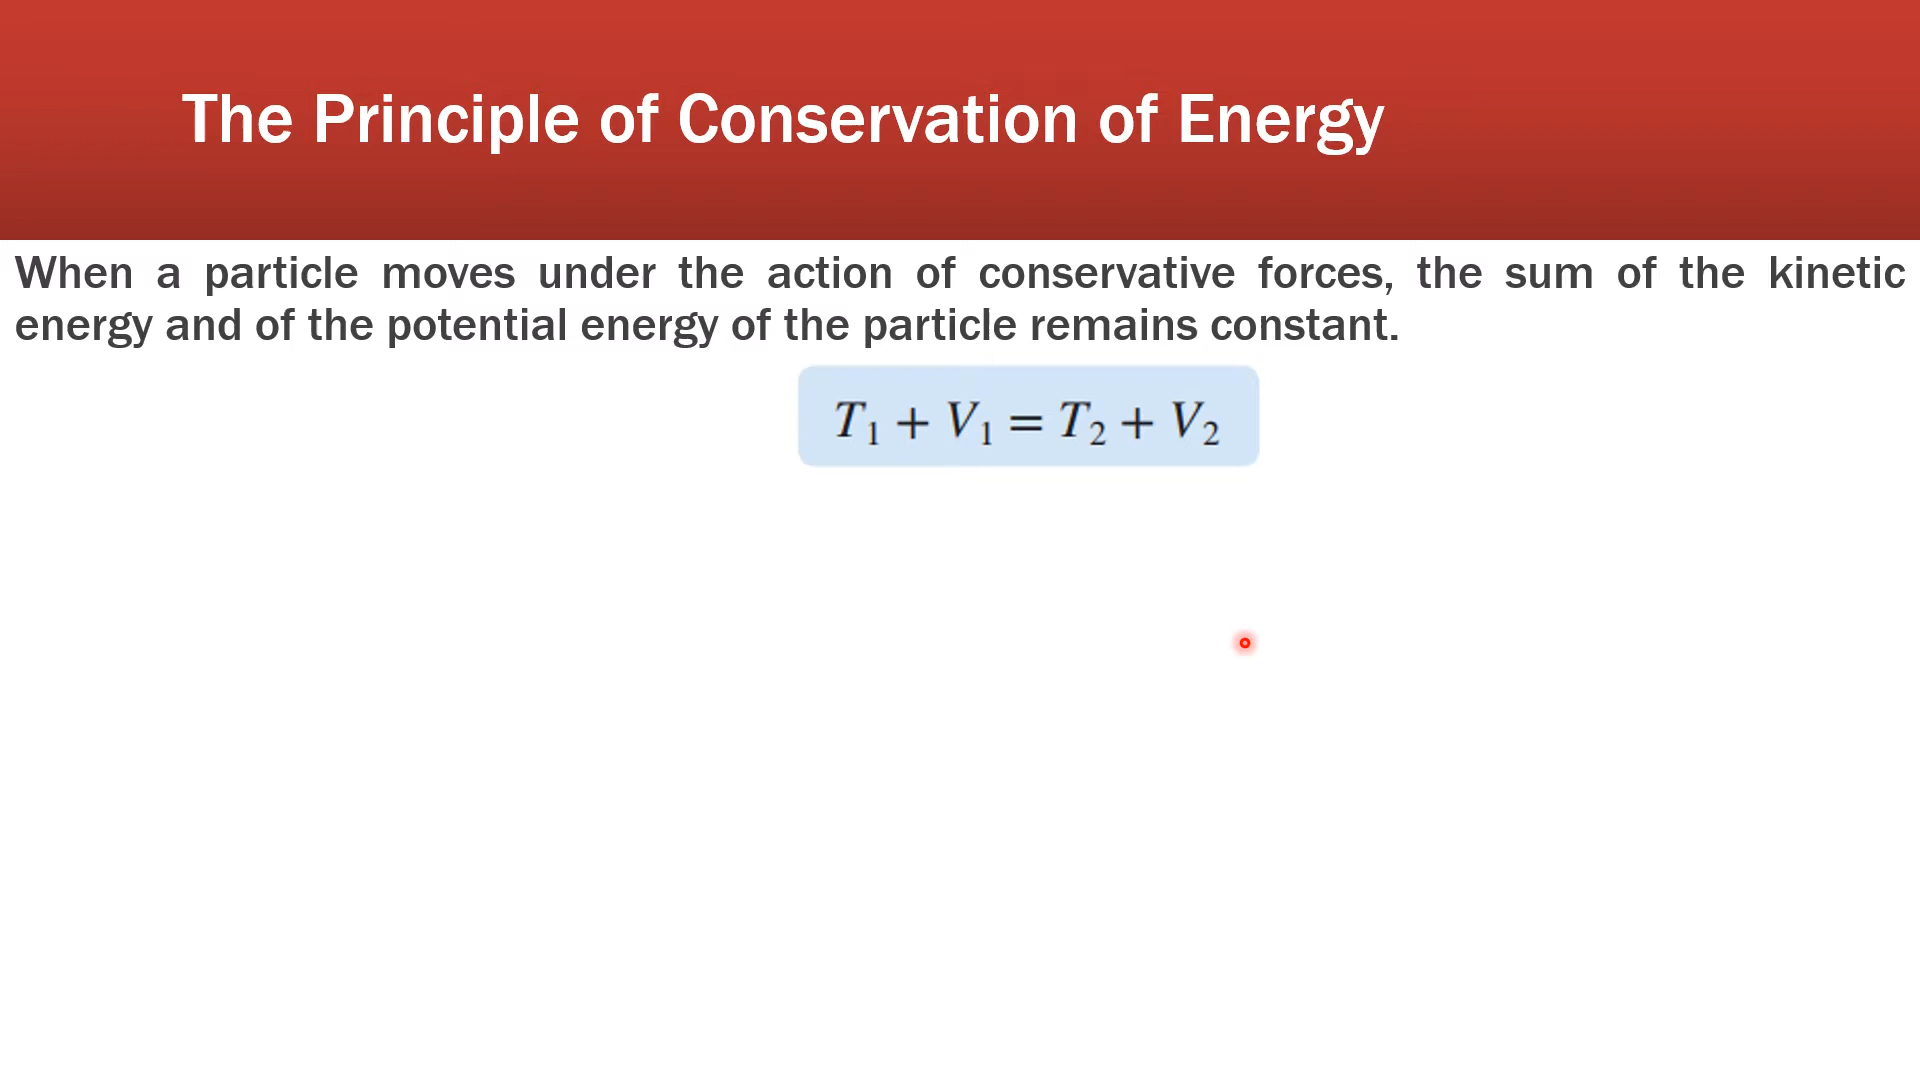 The Principle of Conservation of Energy
When a particle moves under the action of conservative forces, the sum of the kinetic
energy and of the potential energy of the particle remains constant.
T₁ + V₁ = T₂ + V₂